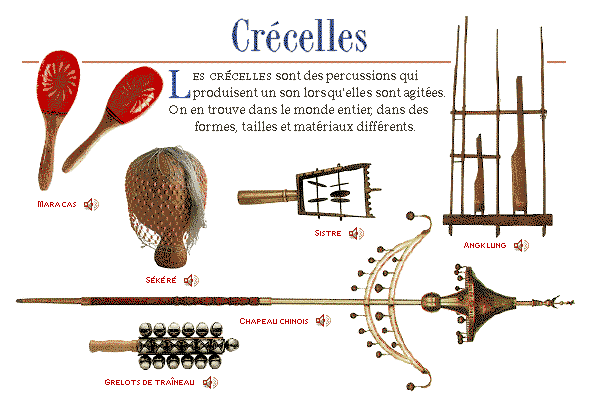 Crécelles
LES CRÉCELLES sont des percussions qui
produisent un son lorsqu'elles sont agitées.
On en trouve dans le monde entier, dans des
formes, tailles et matériaux différents.
MARACAS
SISTRE
ANGKLUNG
SÉKÉRÉ
CHAPEAU CHINOIS
GRELOTS DE TRAÎNEAU